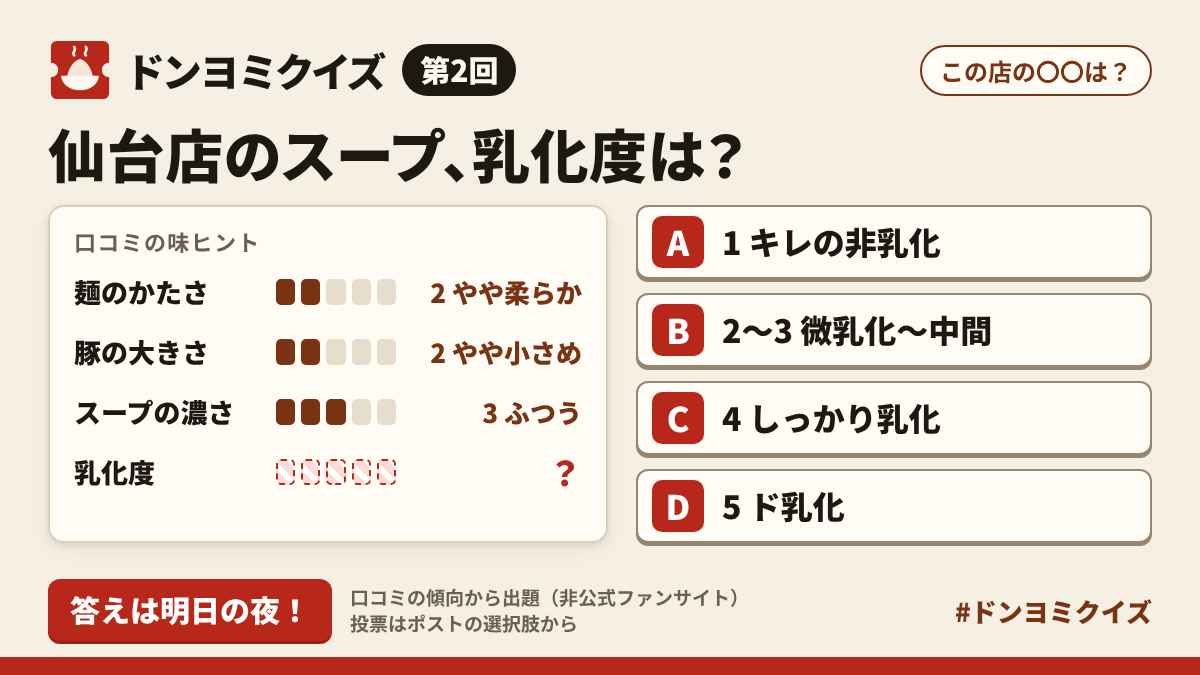 ドンヨミクイズ 第2回
この店の〇〇は？
仙台店のスープ、乳化度は？
口コミの味ヒント
麺のかたさ 2 やや柔らか
豚の大きさ 2 やや小さめ
スープの濃さ 3 ふつう
乳化度 ？
A 1 キレの非乳化
B 2〜3 微乳化〜中間
C 4 しっかり乳化
D 5 ド乳化
答えは明日の夜！
口コミの傾向から出題（非公式ファンサイト）
投票はポストの選択肢から
#ドンヨミクイズ